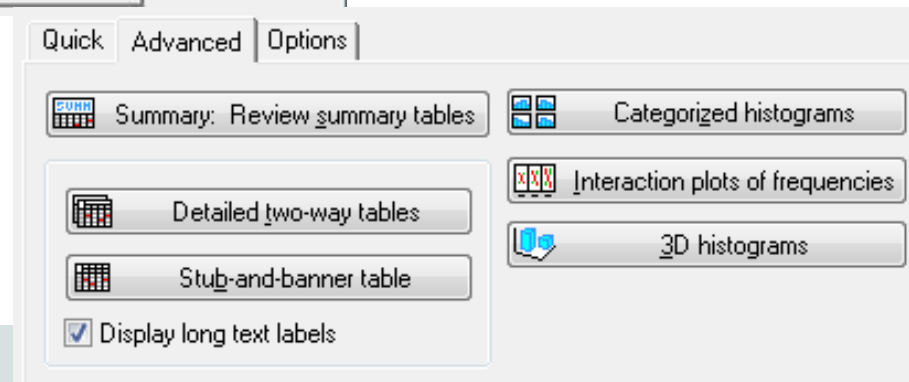 Quick Advanced Options
SUMM Summary: Review summary tables
Categorized histograms
Detailed two-way tables
Interaction plots of frequencies
Stub-and-banner table
3D histograms
Display long text labels